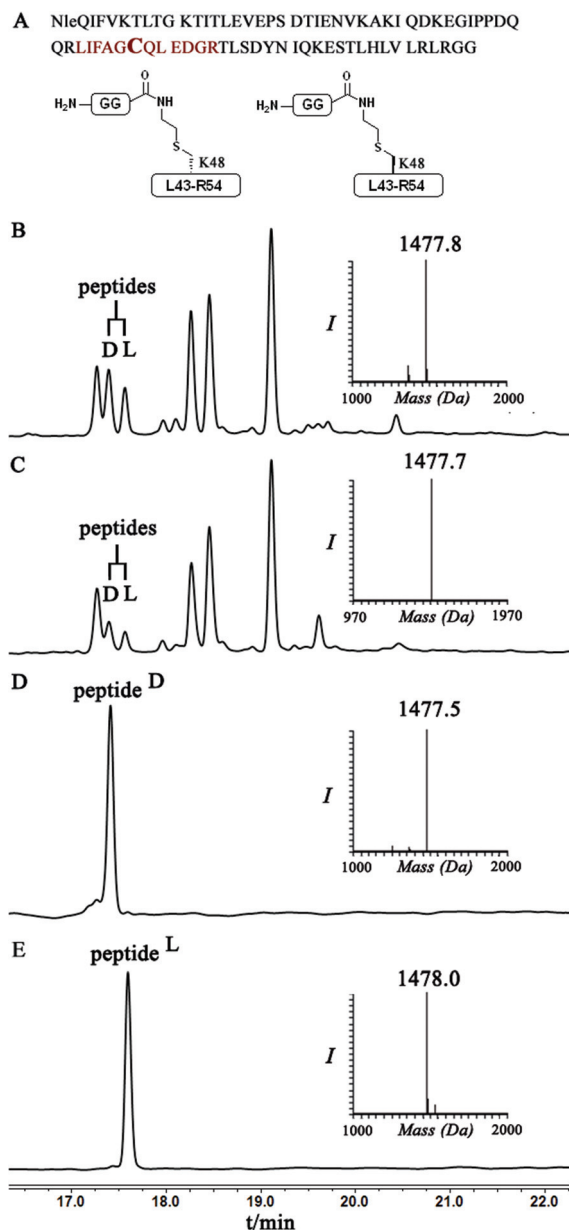 A NleQIFVKTLTG KTITLEVEPS DTIENVKAKI QDKEGIPPDQ
QRLIFAGCQL EDGRTLSDYN IQKESTLHLV LRLRGG
H2N GG O NH S K48 L43-R54
H2N GG O NH S K48 L43-R54
B
peptides
D L
1477.8
I
1000 Mass (Da) 2000
C
peptides
D L
1477.7
I
970 Mass (Da) 1970
D
peptide D
1477.5
I
1000 Mass (Da) 2000
E
peptide L
1478.0
I
1000 Mass (Da) 2000
17.0 18.0 19.0 20.0 21.0 22.0
t/min